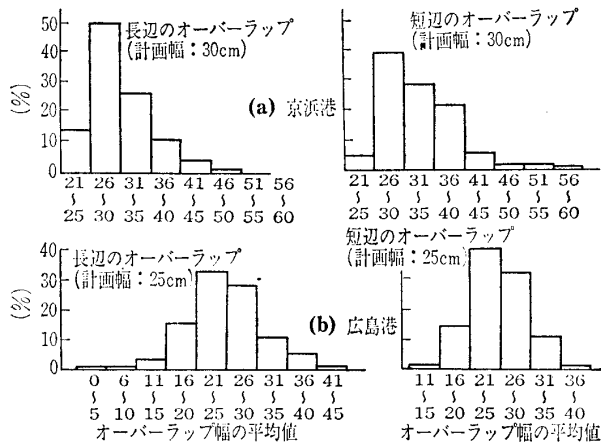 長辺のオーバーラップ
(計画幅：30cm)
50
40
30
20
10
0
(%)
21 26 31 36 41 46 51 56
〜 〜 〜 〜 〜 〜 〜 〜
25 30 35 40 45 50 55 60
短辺のオーバーラップ
(計画幅：30cm)
(a) 京浜港
21 26 31 36 41 46 51 56
〜 〜 〜 〜 〜 〜 〜 〜
25 30 35 40 45 50 55 60
長辺のオーバーラップ
(計画幅：25cm)
40
30
20
10
0
(%)
0 6 11 16 21 26 31 36 41
〜 〜 〜 〜 〜 〜 〜 〜 〜
5 10 15 20 25 30 35 40 45
オーバーラップ幅の平均値
短辺のオーバーラップ
(計画幅：25cm)
(b) 広島港
11 16 21 26 31 36
〜 〜 〜 〜 〜 〜
15 20 25 30 35 40
オーバーラップ幅の平均値